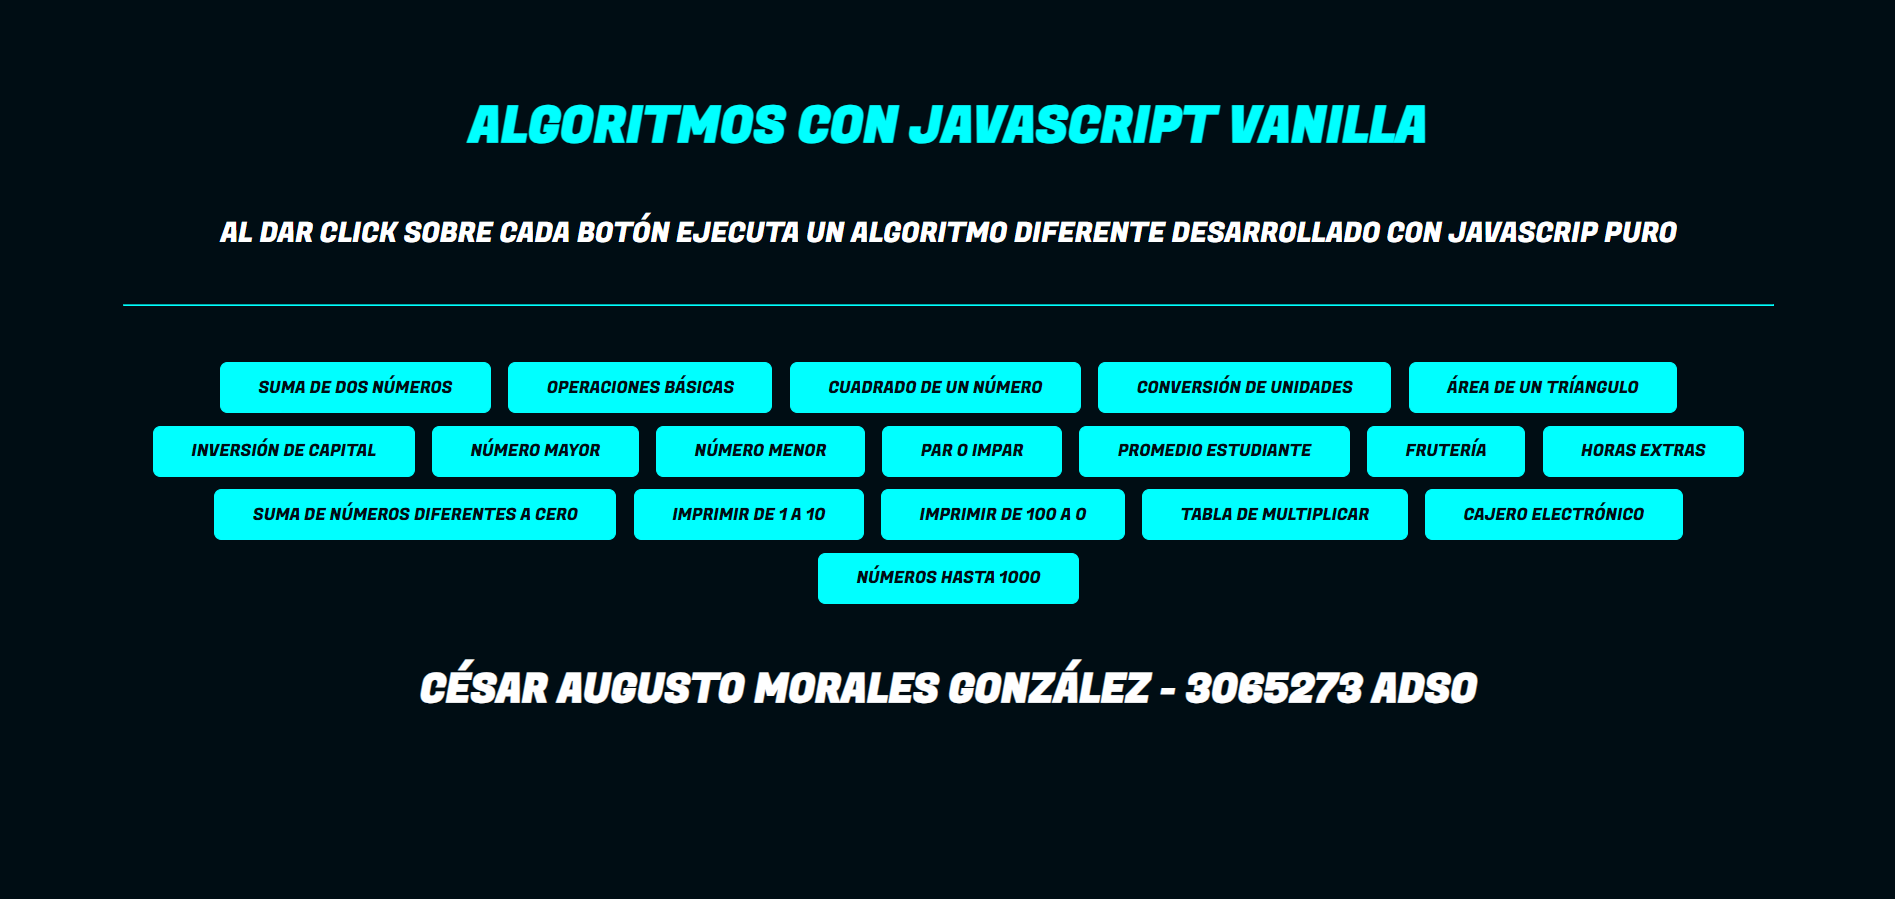 ALGORITMOS CON JAVASCRIPT VANILLA
AL DAR CLICK SOBRE CADA BOTÓN EJECUTA UN ALGORITMO DIFERENTE DESARROLLADO CON JAVASCRIP PURO
SUMA DE DOS NÚMEROS OPERACIONES BÁSICAS CUADRADO DE UN NÚMERO CONVERSIÓN DE UNIDADES ÁREA DE UN TRÍANGULO
INVERSIÓN DE CAPITAL NÚMERO MAYOR NÚMERO MENOR PAR O IMPAR PROMEDIO ESTUDIANTE FRUTERÍA HORAS EXTRAS
SUMA DE NÚMEROS DIFERENTES A CERO IMPRIMIR DE 1 A 10 IMPRIMIR DE 100 A 0 TABLA DE MULTIPLICAR CAJERO ELECTRÓNICO
NÚMEROS HASTA 1000
CÉSAR AUGUSTO MORALES GONZÁLEZ - 3065273 ADSO